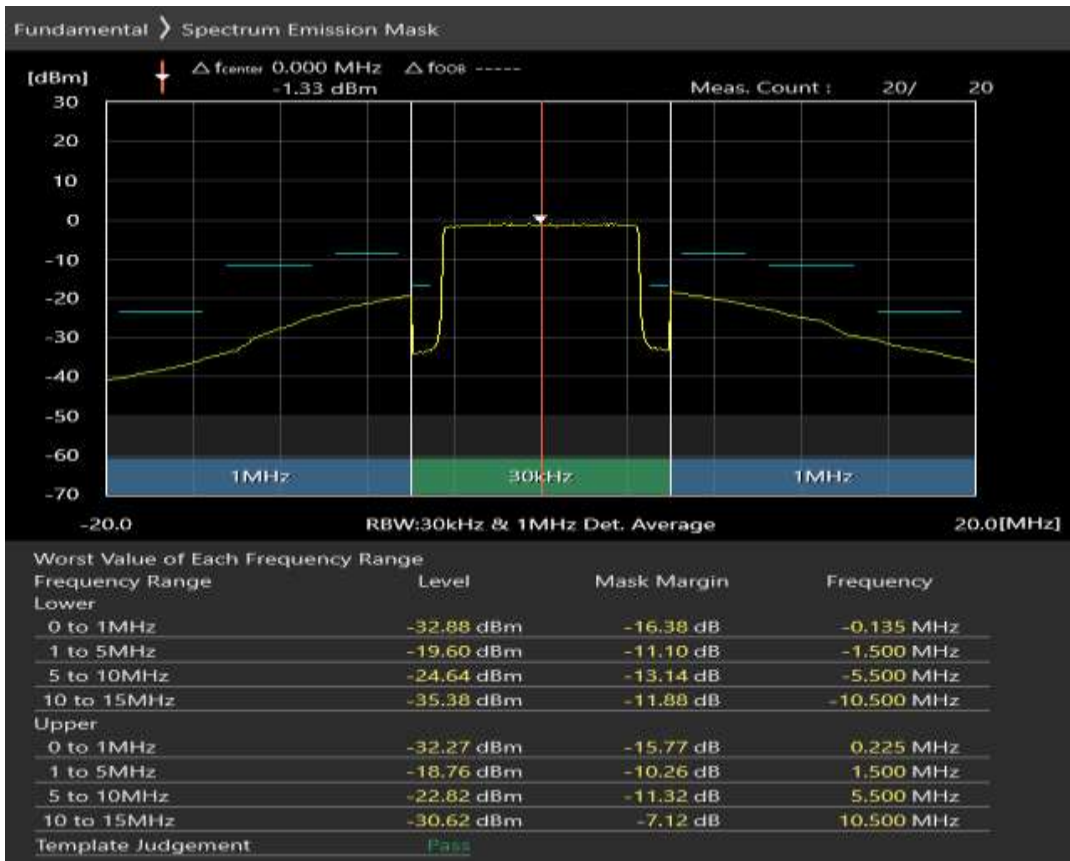 Fundamental 》 Spectrum Emission Mask
[dBm] △ fcenter 0.000 MHz △ fOOB -----
-1.33 dBm Meas. Count : 20/ 20
30
20
10
0
-10
-20
-30
-40
-50
-60
1MHz 30kHz 1MHz
-70
-20.0 RBW:30kHz & 1MHz Det. Average 20.0[MHz]
Worst Value of Each Frequency Range
Frequency Range Level Mask Margin Frequency
Lower
0 to 1MHz -32.88 dBm -16.38 dB -0.135 MHz
1 to 5MHz -19.60 dBm -11.10 dB -1.500 MHz
5 to 10MHz -24.64 dBm -13.14 dB -5.500 MHz
10 to 15MHz -35.38 dBm -11.88 dB -10.500 MHz
Upper
0 to 1MHz -32.27 dBm -15.77 dB 0.225 MHz
1 to 5MHz -18.76 dBm -10.26 dB 1.500 MHz
5 to 10MHz -22.82 dBm -11.32 dB 5.500 MHz
10 to 15MHz -30.62 dBm -7.12 dB 10.500 MHz
Template Judgement Pass